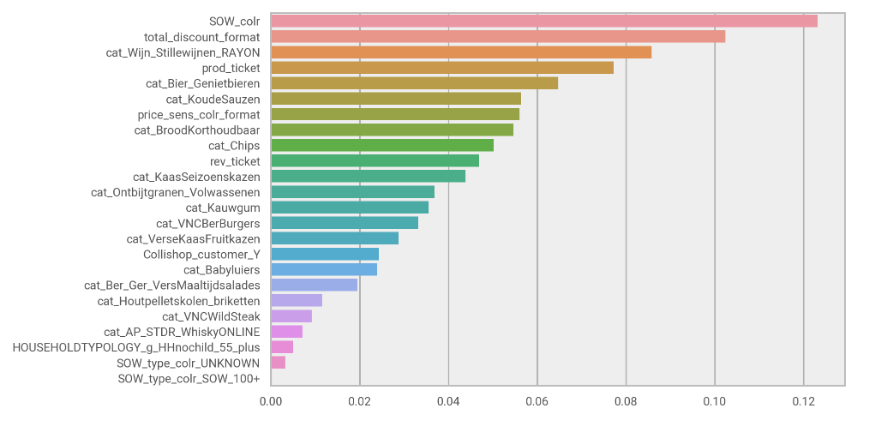 SOW_colr
total_discount_format
cat_Wijn_Stillewijnen_RAYON
prod_ticket
cat_Bier_Genietbieren
cat_KoudeSauzen
price_sens_colr_format
cat_BroodKorthoudbaar
cat_Chips
rev_ticket
cat_KaasSeizoenskazen
cat_Ontbijtgranen_Volwassenen
cat_Kauwgum
cat_VNCBerBurgers
cat_VerseKaasFruitkazen
Collishop_customer_Y
cat_Babyluiers
cat_Ber_Ger_VersMaaltijdsalades
cat_Houtpelletskolen_briketten
cat_VNCWildSteak
cat_AP_STDR_WhiskyONLINE
HOUSEHOLDTYPOLOGY_g_HHnochild_55_plus
SOW_type_colr_UNKNOWN
SOW_type_colr_SOW_100+
0.00 0.02 0.04 0.06 0.08 0.10 0.12